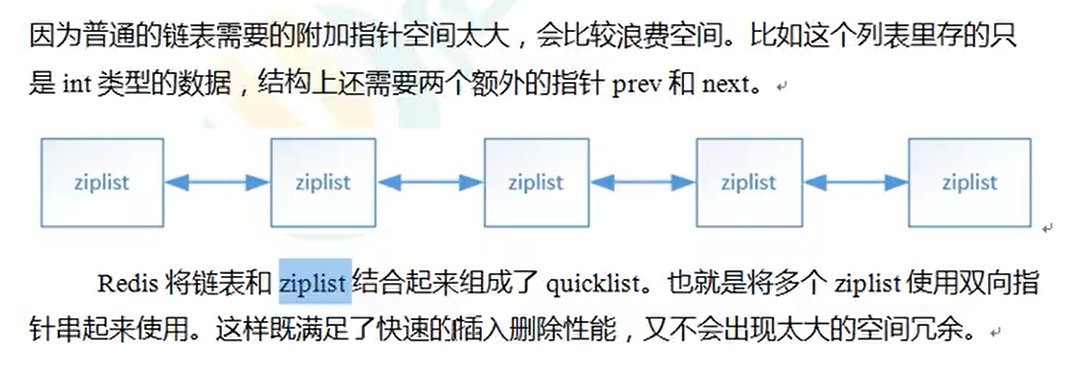 因为普通的链表需要的附加指针空间太大，会比较浪费空间。比如这个列表里存的只
是 int 类型的数据，结构上还需要两个额外的指针 prev 和 next。
ziplist ziplist ziplist ziplist ziplist
Redis 将链表和 ziplist 结合起来组成了 quicklist。也就是将多个 ziplist 使用双向指
针串起来使用。这样既满足了快速的插入删除性能，又不会出现太大的空间冗余。